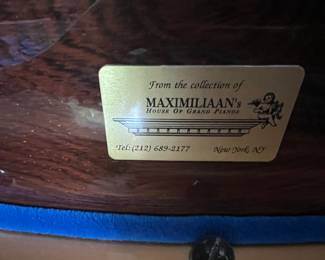 From the collection of
MAXIMILIAAN's
HOUSE OF GRAND PIANOS
Tel: (212) 689-2177 New York, NY